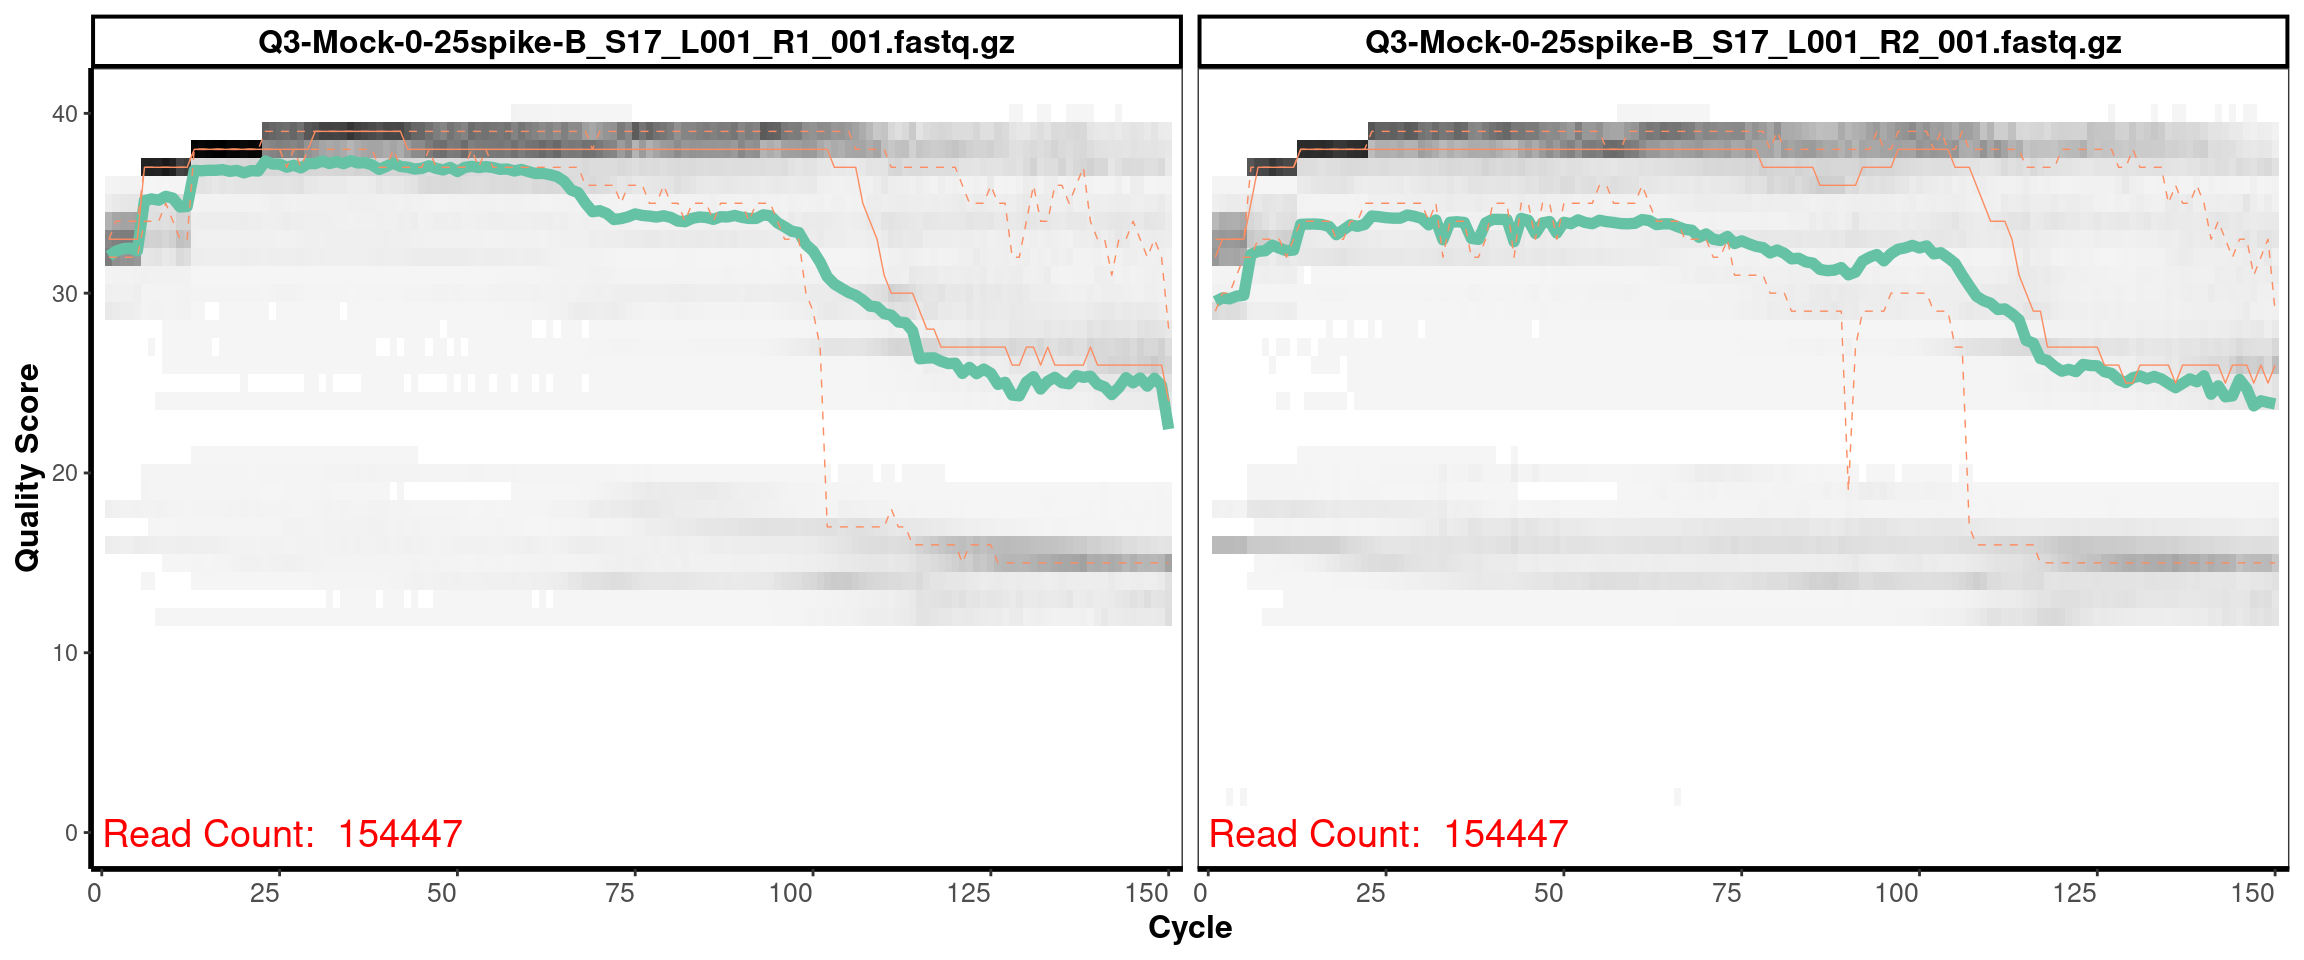 Q3-Mock-0-25spike-B_S17_L001_R1_001.fastq.gz
Q3-Mock-0-25spike-B_S17_L001_R2_001.fastq.gz
Quality Score
40
30
20
10
0
Read Count: 154447
Read Count: 154447
0 25 50 75 100 125 150
0 25 50 75 100 125 150
Cycle